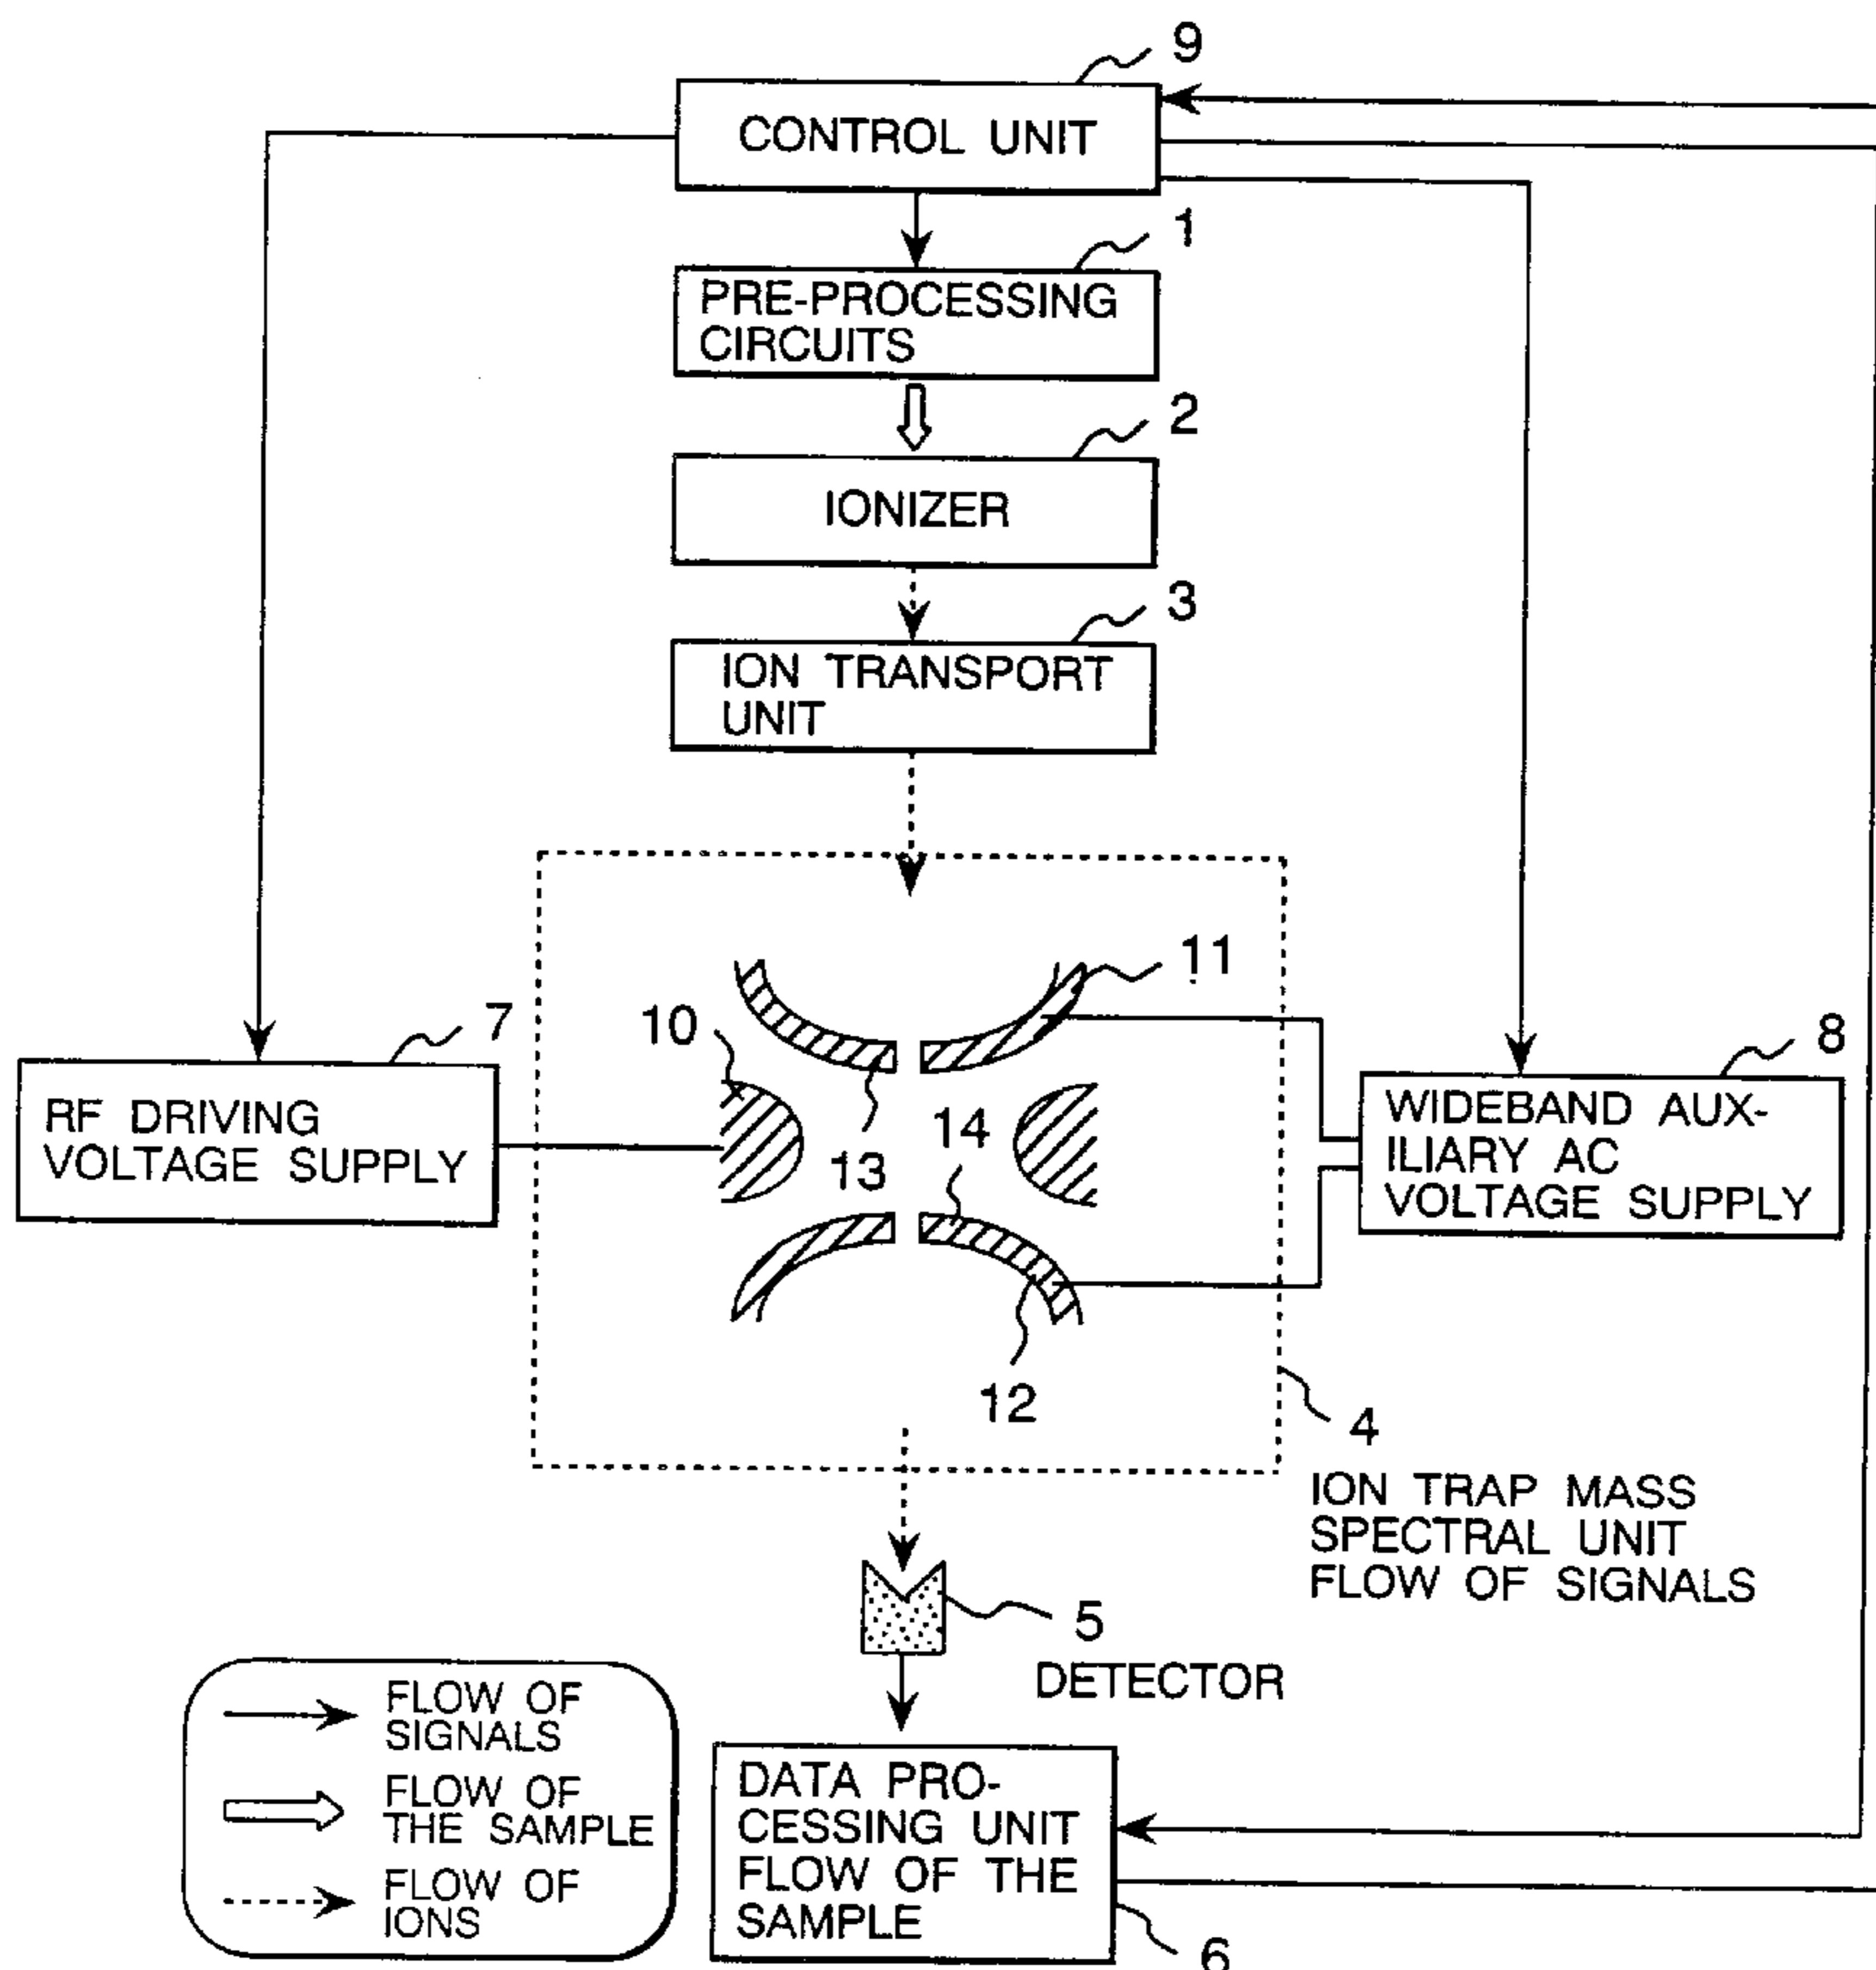 9
CONTROL UNIT
1
PRE-PROCESSING
CIRCUITS
2
IONIZER
3
ION TRANSPORT
UNIT
11
10
7
8
RF DRIVING
VOLTAGE SUPPLY
13
14
WIDEBAND AUX-
ILIARY AC
VOLTAGE SUPPLY
12
4
ION TRAP MASS
SPECTRAL UNIT
FLOW OF SIGNALS
5
DETECTOR
FLOW OF
SIGNALS
FLOW OF
THE SAMPLE
FLOW OF
IONS
DATA PRO-
CESSING UNIT
FLOW OF THE
SAMPLE
6